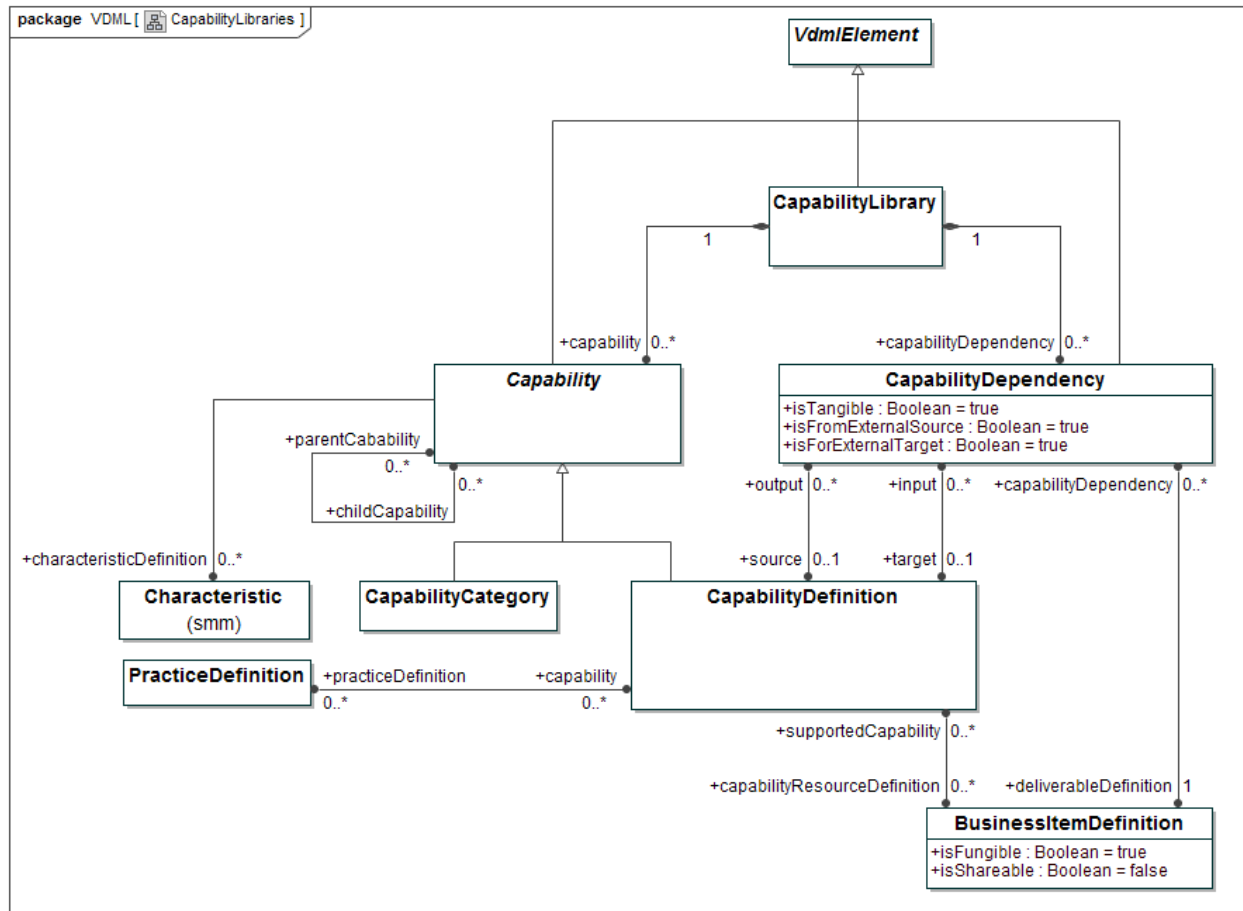 package VDML [ CapabilityLibraries ]
VdmlElement
CapabilityLibrary
1
1
+capability 0..*
+capabilityDependency 0..*
Capability
CapabilityDependency
+isTangible : Boolean = true
+isFromExternalSource : Boolean = true
+isForExternalTarget : Boolean = true
+parentCabability
0..*
0..*
+childCapability
+output 0..*
+input 0..*
+capabilityDependency 0..*
+characteristicDefinition 0..*
+source 0..1
+target 0..1
Characteristic
(smm)
CapabilityCategory
CapabilityDefinition
PracticeDefinition
+practiceDefinition
0..*
+capability
0..*
+supportedCapability 0..*
+capabilityResourceDefinition 0..*
+deliverableDefinition 1
BusinessItemDefinition
+isFungible : Boolean = true
+isShareable : Boolean = false